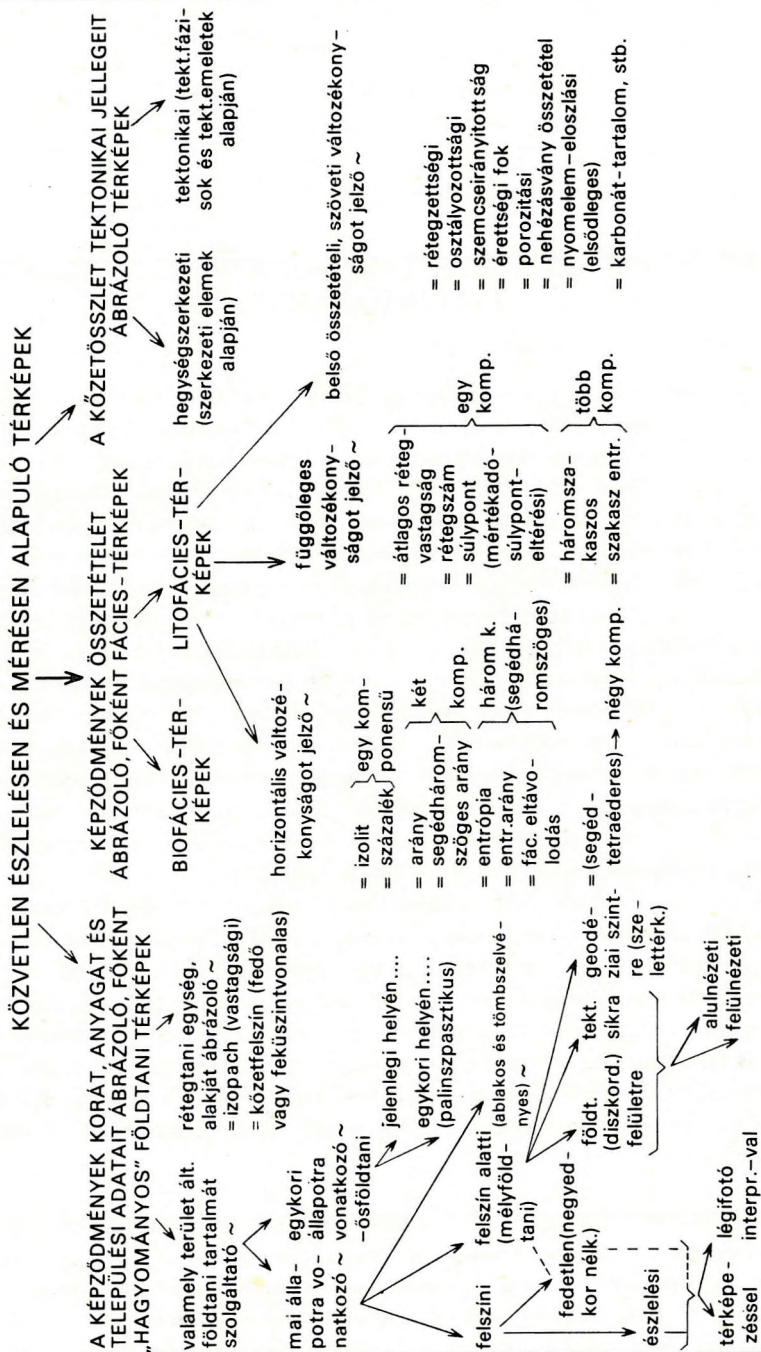 KÖZVETLEN ÉSZLELÉSEN ÉS MÉRÉSEN ALAPULÓ TÉRKÉPEK
A KÉPZŐDMÉNYEK KORÁT, ANYAGÁT ÉS
TELEPÜLÉSI ADATAIT ÁBRÁZOLÓ, FŐKÉNT
„HAGYOMÁNYOS” FÖLDTANI TÉRKÉPEK
valamely terület ált.
földtani tartalmát
szolgáltató ~
rétegtani egység,
alakját ábrázoló ~
= izopach (vastagsági)
= kőzetfelszín (fedő
vagy feküszintvonalas)
mai álla-
potra vo-
natkozó ~
egykori
állapotra
vonatkozó ~
-ősföldtani
jelenlegi helyén.....
egykori helyén.....
(palinszpasztikus)
felszíni
felszín alatti
(mélyföld-
tani)
(ablakos és tömbszelvé-
nyes) ~
fedetlen(negyed-
kor nélk.)
észlelési
térképe-
zéssel
légifotó
interpr.-val
földt.
(diszkord.)
felületre
tekt.
síkra
geodé-
ziai szint-
re (sze-
lettérk.)
alulnézeti
felülnézeti
KÉPZŐDMÉNYEK ÖSSZETÉTELÉT
ÁBRÁZOLÓ, FŐKÉNT FÁCIES-TÉRKÉPEK
BIOFÁCIES-TÉR-
KÉPEK
LITOFÁCIES-TÉR-
KÉPEK
horizontális változé-
konyságot jelző ~
= izolit
= százalék
egy kom-
ponensű
= arány
= segédhárom-
szöges arány
két
komp.
= entrópia
= entr.arány
= fác. eltávo-
lodás
három k.
(segédhá-
romszöges)
= (segéd-
tetraéderres) → négy komp.
függőleges
változékony-
ságot jelző ~
= átlagos réteg-
vastagság
= rétegszám
= súlypont
(mértékadó-
súlypont-
eltérési)
egy
komp.
= háromsza-
kaszos
= szakasz entr.
több
komp.
belső összetételi, szöveti változékony-
ságot jelző ~
= rétegzettségi
= osztályozottsági
= szemcseirányítottság
= érettségi fok
= porozitási
= nehézásvány összetétel
= nyomelem-eloszlási
(elsődleges)
= karbonát-tartalom, stb.
A KŐZETÖSSZLET TEKTONIKAI JELLEGEIT
ÁBRÁZOLÓ TÉRKÉPEK
hegységszerkezeti
(szerkezeti elemek
alapján)
tektonikai (tekt.fázi-
sok és tekt.emeletek
alapján)